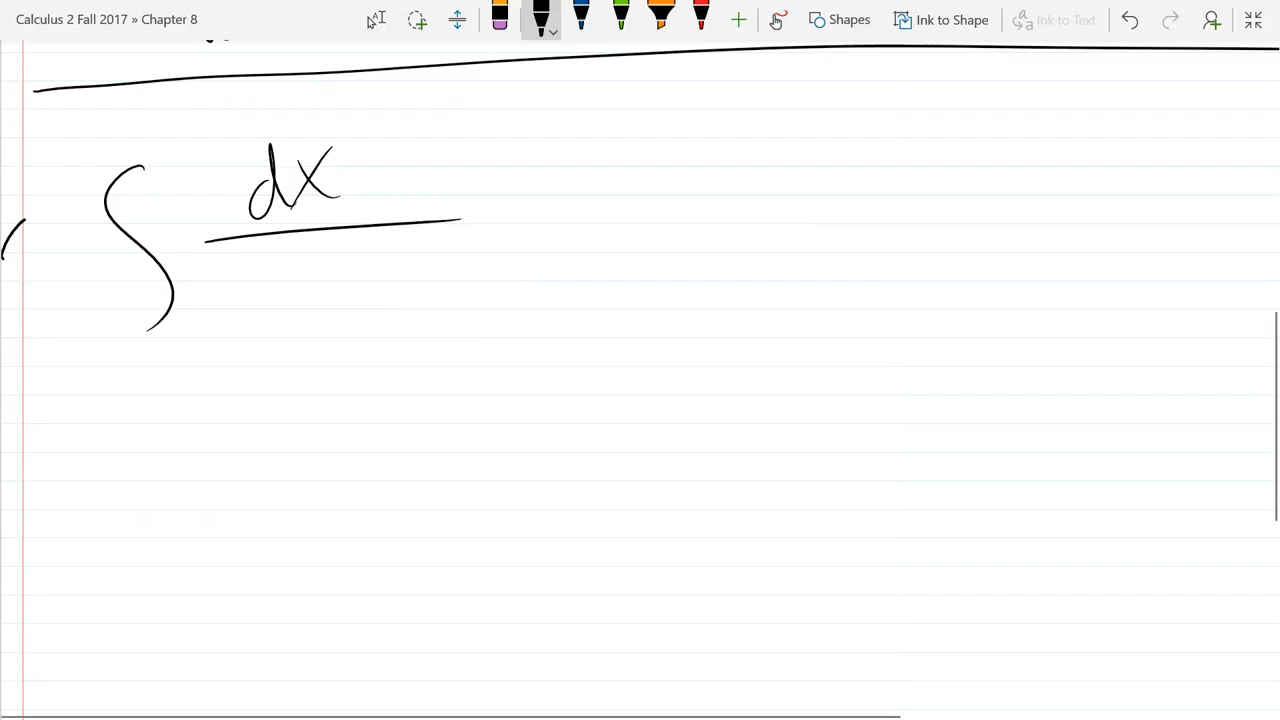 Calculus 2 Fall 2017 » Chapter 8
Shapes
Ink to Shape
Ink to Text
∫ dx